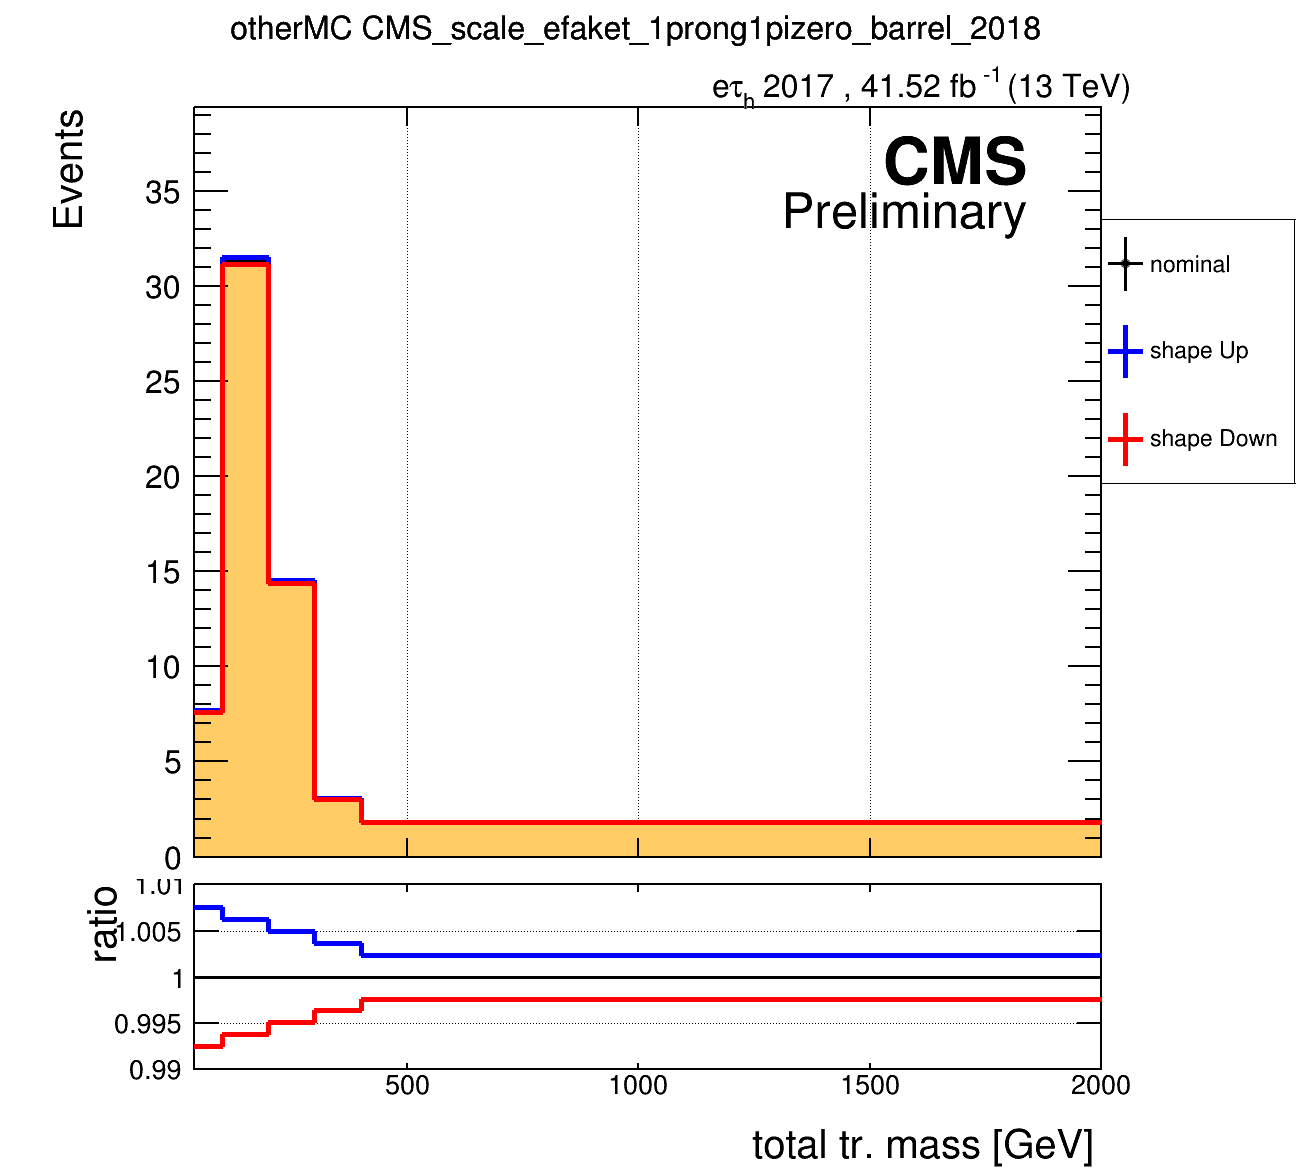 otherMC CMS_scale_efaket_1prong1pizero_barrel_2018
eτh 2017 , 41.52 fb -1 (13 TeV)
Events
CMS
Preliminary
35
30
25
20
15
10
5
0
nominal
shape Up
shape Down
ratio
1.01
1.005
1
0.995
0.99
500
1000
1500
2000
total tr. mass [GeV]